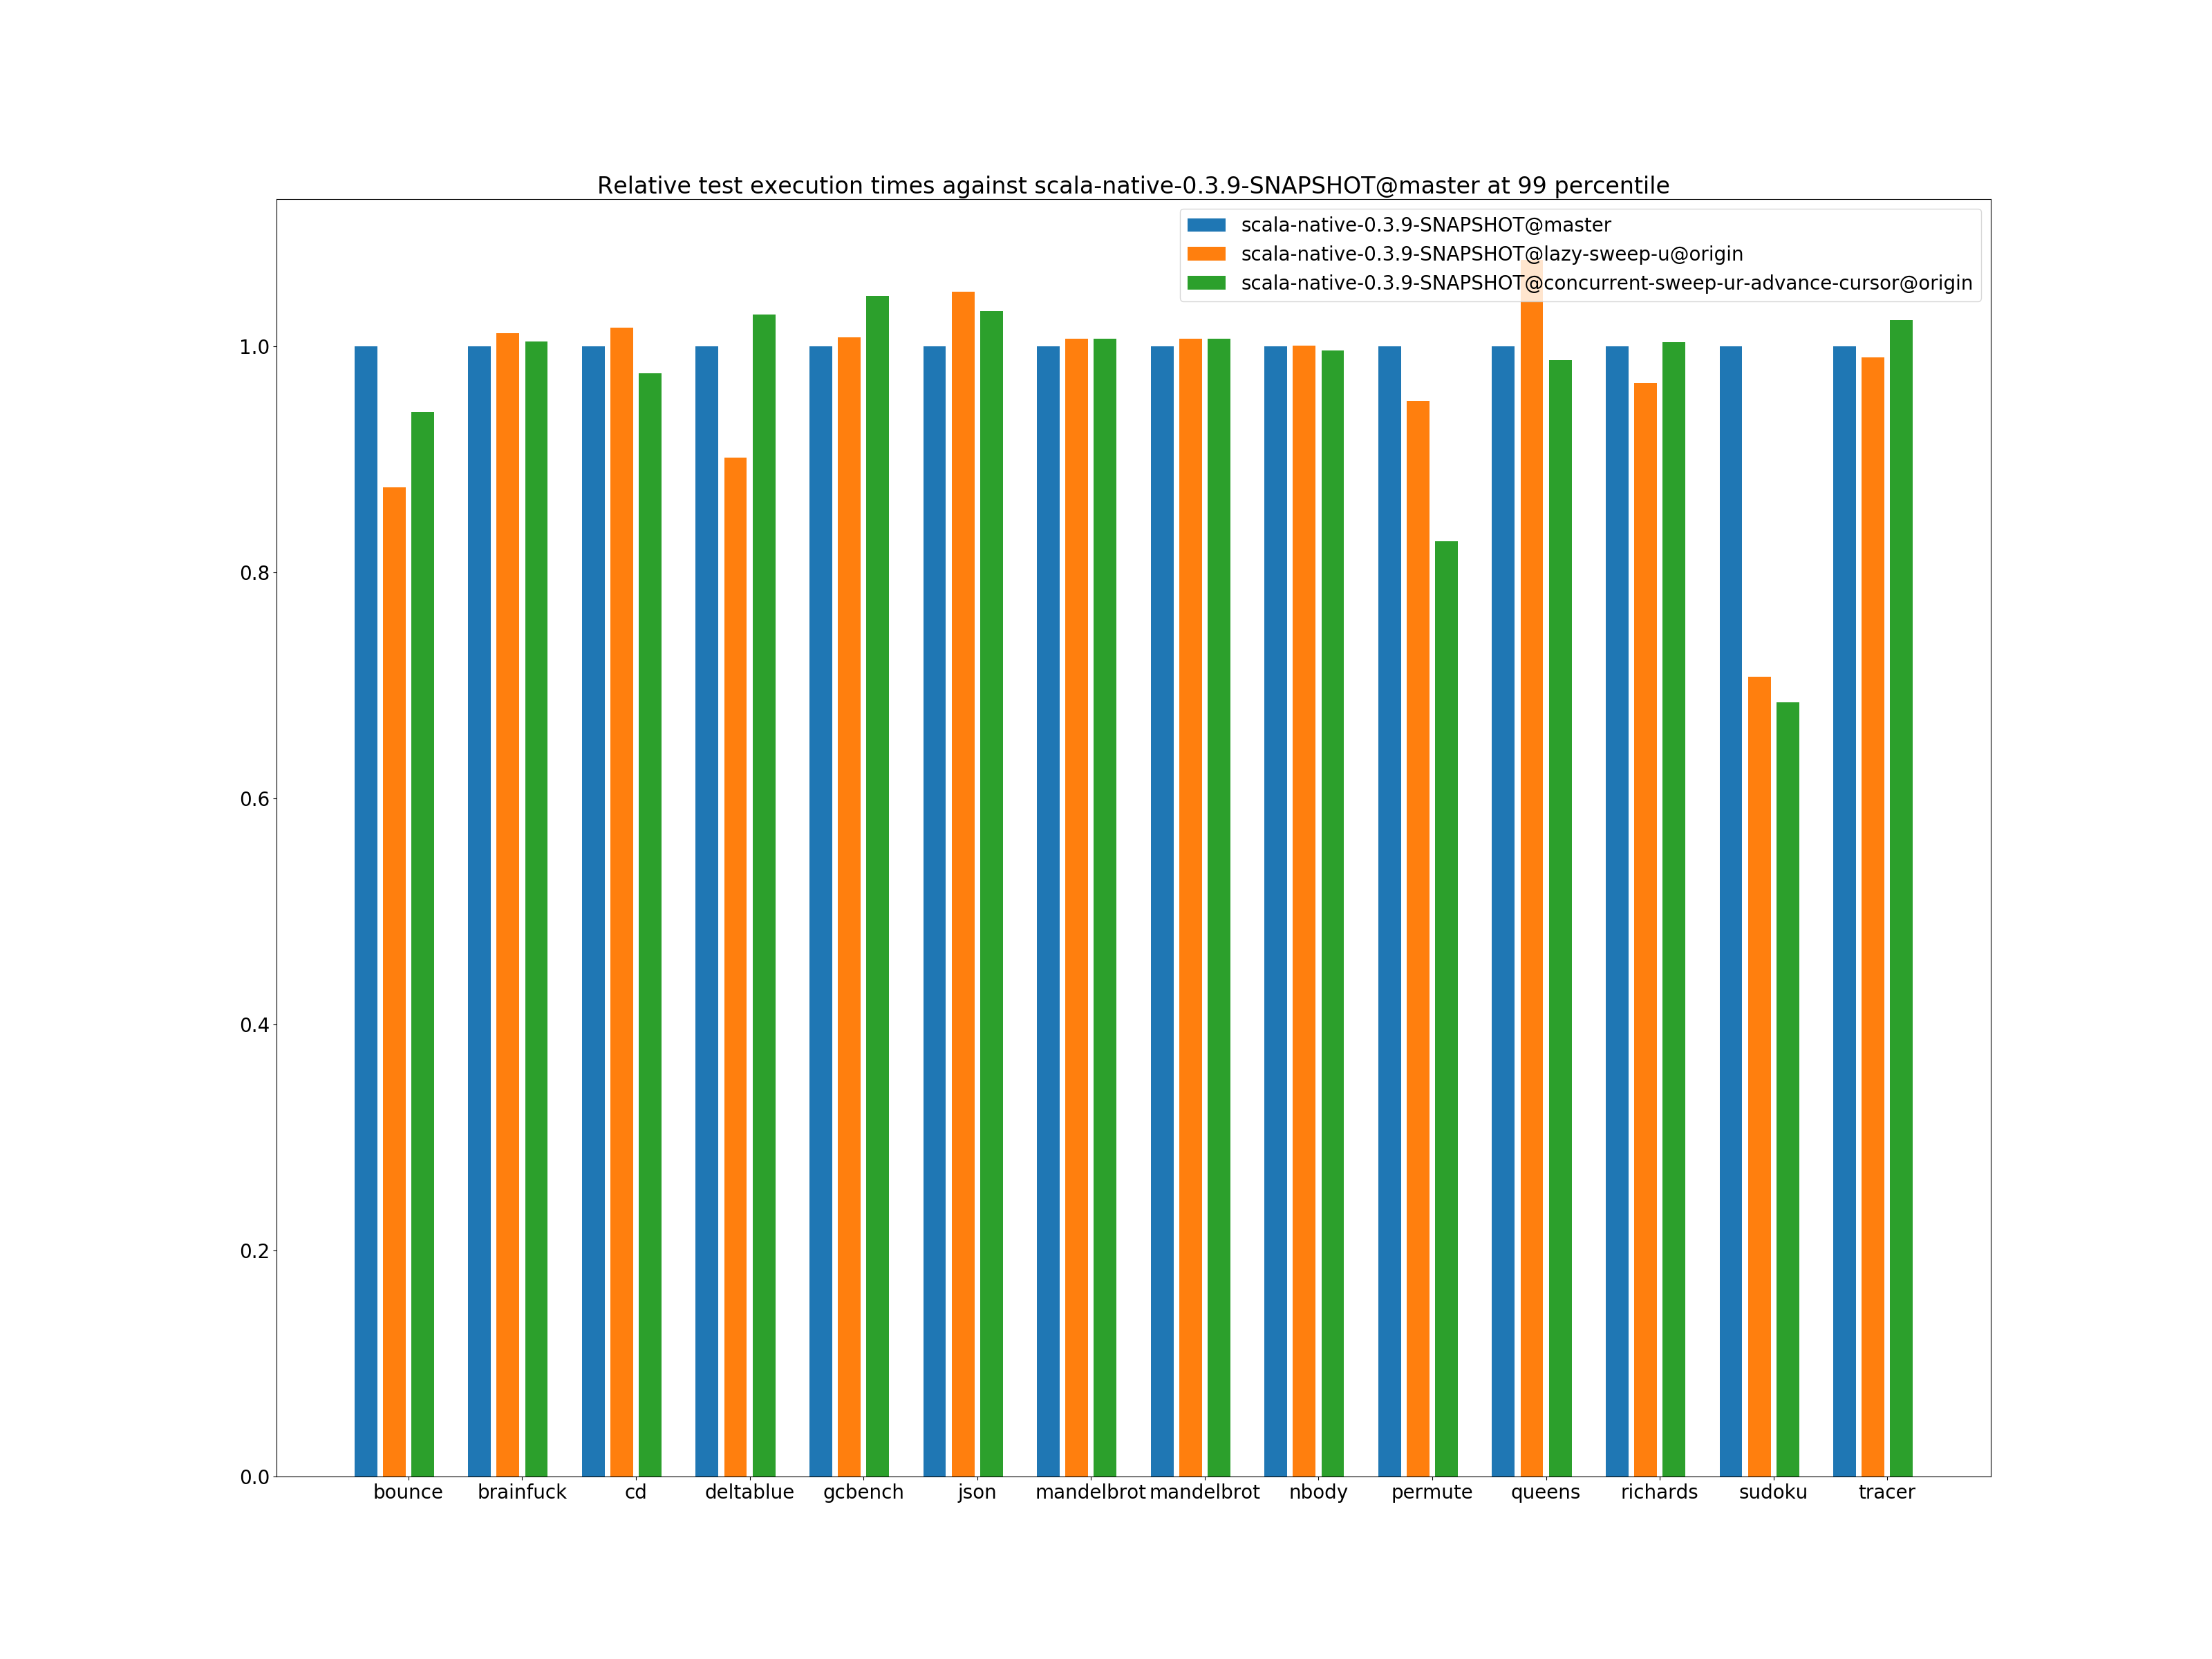 Relative test execution times against scala-native-0.3.9-SNAPSHOT@master at 99 percentile
scala-native-0.3.9-SNAPSHOT@master
scala-native-0.3.9-SNAPSHOT@lazy-sweep-u@origin
scala-native-0.3.9-SNAPSHOT@concurrent-sweep-ur-advance-cursor@origin
1.0
0.8
0.6
0.4
0.2
0.0
bounce brainfuck cd deltablue gcbench json mandelbrot mandelbrot nbody permute queens richards sudoku tracer